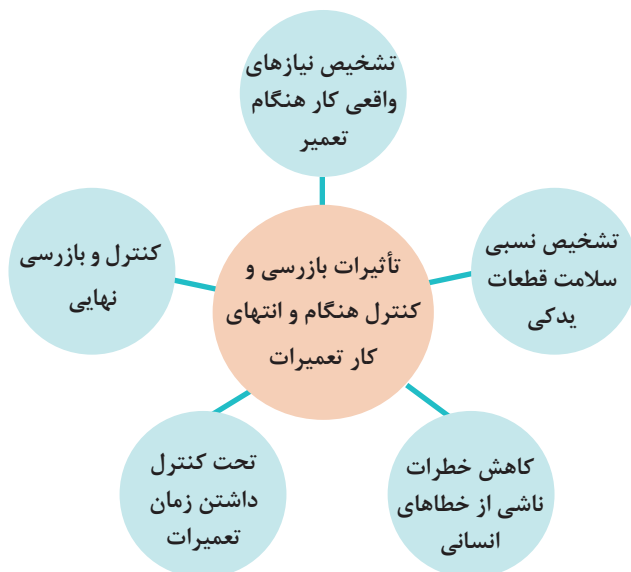 تشخیص نیازهای
واقعی کار هنگام
تعمیر
تشخیص نسبی
سلامت قطعات
یدکی
کاهش خطرات
ناشی از خطاهای
انسانی
تحت کنترل
داشتن زمان
تعمیرات
کنترل و بازرسی
نهایی
تأثیرات بازرسی و
کنترل هنگام و انتهای
کار تعمیرات